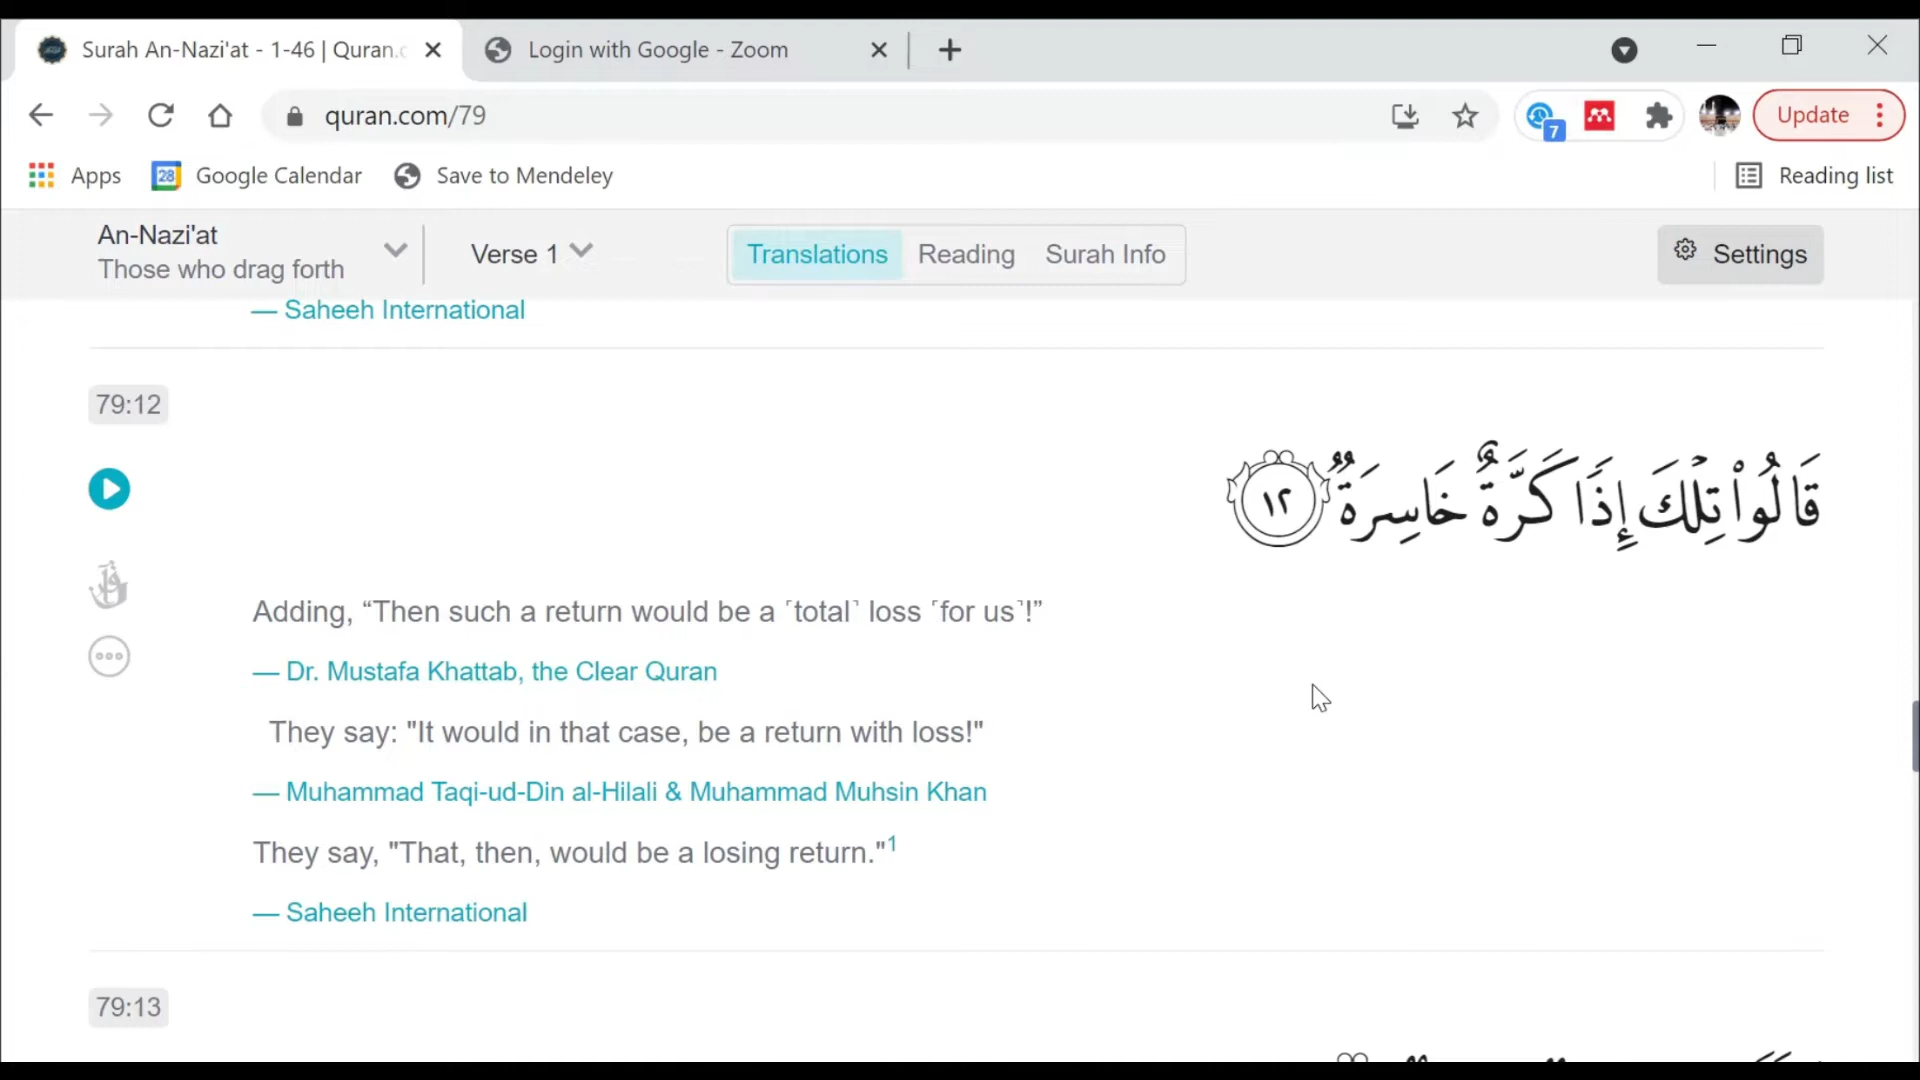 Surah An-Nazi'at - 1-46 | Quran.c
Login with Google - Zoom
quran.com/79
7
Update
Apps
28
Google Calendar
Save to Mendeley
Reading list
An-Nazi'at
Those who drag forth
Verse 1
Translations
Reading
Surah Info
Settings
— Saheeh International
79:12
قَالُوا۟ تِلْكَ إِذًا كَرَّةٌ خَاسِرَةٌ ١٢
Adding, “Then such a return would be a ˹total˺ loss ˹for us˺!”
— Dr. Mustafa Khattab, the Clear Quran
They say: "It would in that case, be a return with loss!"
— Muhammad Taqi-ud-Din al-Hilali & Muhammad Muhsin Khan
They say, "That, then, would be a losing return."1
— Saheeh International
79:13